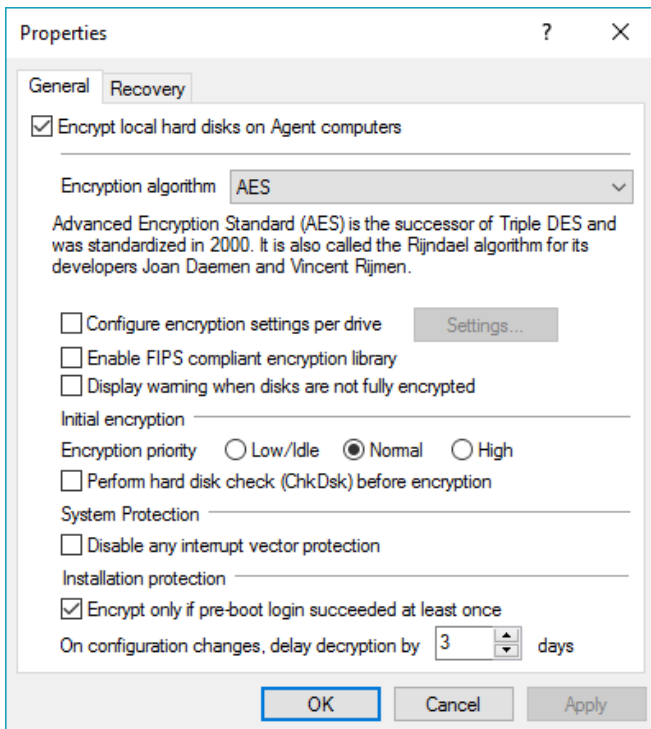 Properties
General Recovery
Encrypt local hard disks on Agent computers
Encryption algorithm AES
Advanced Encryption Standard (AES) is the successor of Triple DES and
was standardized in 2000. It is also called the Rijndael algorithm for its
developers Joan Daemen and Vincent Rijmen.
Configure encryption settings per drive Settings...
Enable FIPS compliant encryption library
Display warning when disks are not fully encrypted
Initial encryption
Encryption priority Low/Idle Normal High
Perform hard disk check (ChkDsk) before encryption
System Protection
Disable any interrupt vector protection
Installation protection
Encrypt only if pre-boot login succeeded at least once
On configuration changes, delay decryption by 3 days
OK Cancel Apply